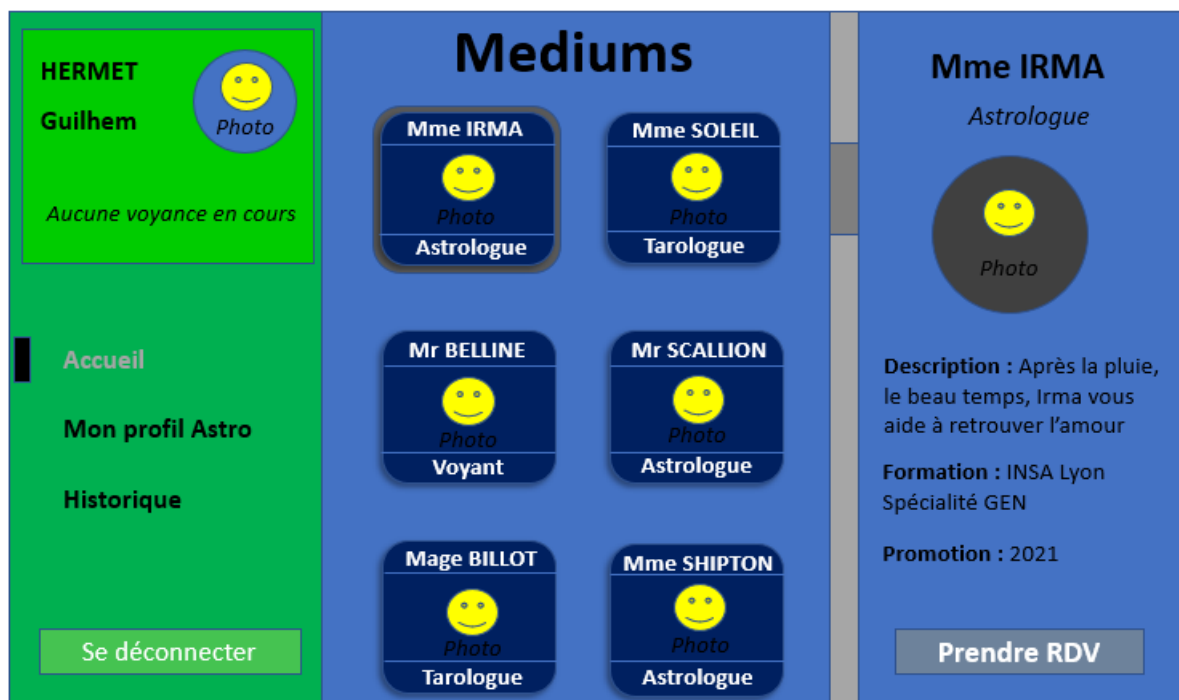 HERMET
Guilhem
Photo
Aucune voyance en cours
Accueil
Mon profil Astro
Historique
Se déconnecter
Mediums
Mme IRMA
Photo
Astrologue
Mme SOLEIL
Photo
Tarologue
Mr BELLINE
Photo
Voyant
Mr SCALLION
Photo
Astrologue
Mage BILLOT
Photo
Tarologue
Mme SHIPTON
Photo
Astrologue
Mme IRMA
Astrologue
Photo
Description : Après la pluie,
le beau temps, Irma vous
aide à retrouver l’amour
Formation : INSA Lyon
Spécialité GEN
Promotion : 2021
Prendre RDV